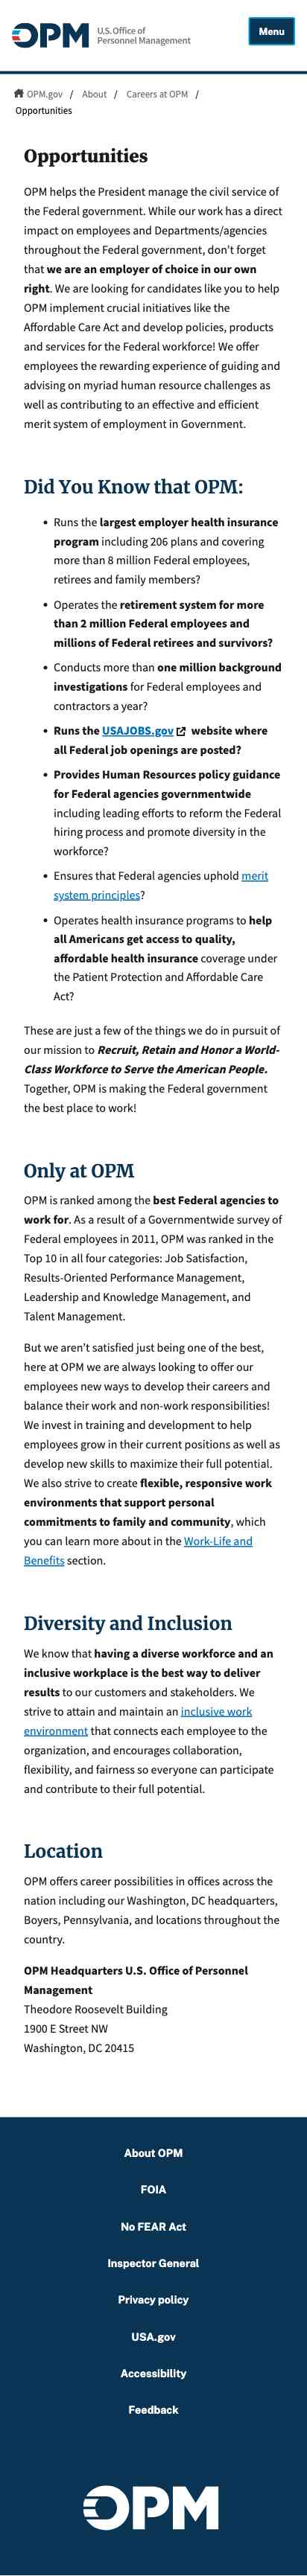 OPM U.S. Office of
Personnel Management
Menu
OPM.gov / About / Careers at OPM /
Opportunities
Opportunities
OPM helps the President manage the civil service of
the Federal government. While our work has a direct
impact on employees and Departments/agencies
throughout the Federal government, don't forget
that we are an employer of choice in our own
right. We are looking for candidates like you to help
OPM implement crucial initiatives like the
Affordable Care Act and develop policies, products
and services for the Federal workforce! We offer
employees the rewarding experience of guiding and
advising on myriad human resource challenges as
well as contributing to an effective and efficient
merit system of employment in Government.
Did You Know that OPM:
• Runs the largest employer health insurance
program including 206 plans and covering
more than 8 million Federal employees,
retirees and family members?
• Operates the retirement system for more
than 2 million Federal employees and
millions of Federal retirees and survivors?
• Conducts more than one million background
investigations for Federal employees and
contractors a year?
• Runs the USAJOBS.gov website where
all Federal job openings are posted?
• Provides Human Resources policy guidance
for Federal agencies governmentwide
including leading efforts to reform the Federal
hiring process and promote diversity in the
workforce?
• Ensures that Federal agencies uphold merit
system principles?
• Operates health insurance programs to help
all Americans get access to quality,
affordable health insurance coverage under
the Patient Protection and Affordable Care
Act?
These are just a few of the things we do in pursuit of
our mission to Recruit, Retain and Honor a World-
Class Workforce to Serve the American People.
Together, OPM is making the Federal government
the best place to work!
Only at OPM
OPM is ranked among the best Federal agencies to
work for. As a result of a Governmentwide survey of
Federal employees in 2011, OPM was ranked in the
Top 10 in all four categories: Job Satisfaction,
Results-Oriented Performance Management,
Leadership and Knowledge Management, and
Talent Management.
But we aren't satisfied just being one of the best,
here at OPM we are always looking to offer our
employees new ways to develop their careers and
balance their work and non-work responsibilities!
We invest in training and development to help
employees grow in their current positions as well as
develop new skills to maximize their full potential.
We also strive to create flexible, responsive work
environments that support personal
commitments to family and community, which
you can learn more about in the Work-Life and
Benefits section.
Diversity and Inclusion
We know that having a diverse workforce and an
inclusive workplace is the best way to deliver
results to our customers and stakeholders. We
strive to attain and maintain an inclusive work
environment that connects each employee to the
organization, and encourages collaboration,
flexibility, and fairness so everyone can participate
and contribute to their full potential.
Location
OPM offers career possibilities in offices across the
nation including our Washington, DC headquarters,
Boyers, Pennsylvania, and locations throughout the
country.
OPM Headquarters U.S. Office of Personnel
Management
Theodore Roosevelt Building
1900 E Street NW
Washington, DC 20415
About OPM
FOIA
No FEAR Act
Inspector General
Privacy policy
USA.gov
Accessibility
Feedback
OPM